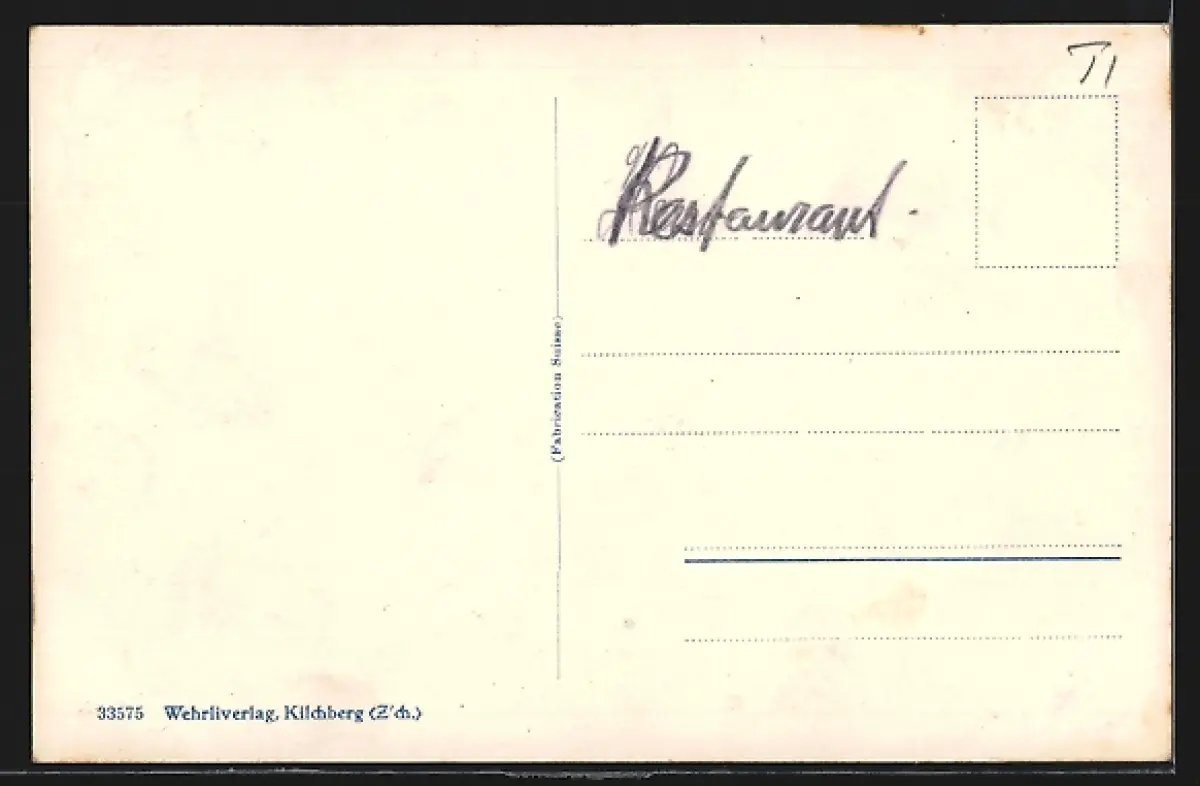 TI
Restaurant.
(Fabrication Suisse)
33575 Wehrliverlag, Kilchberg (Z'ch.)